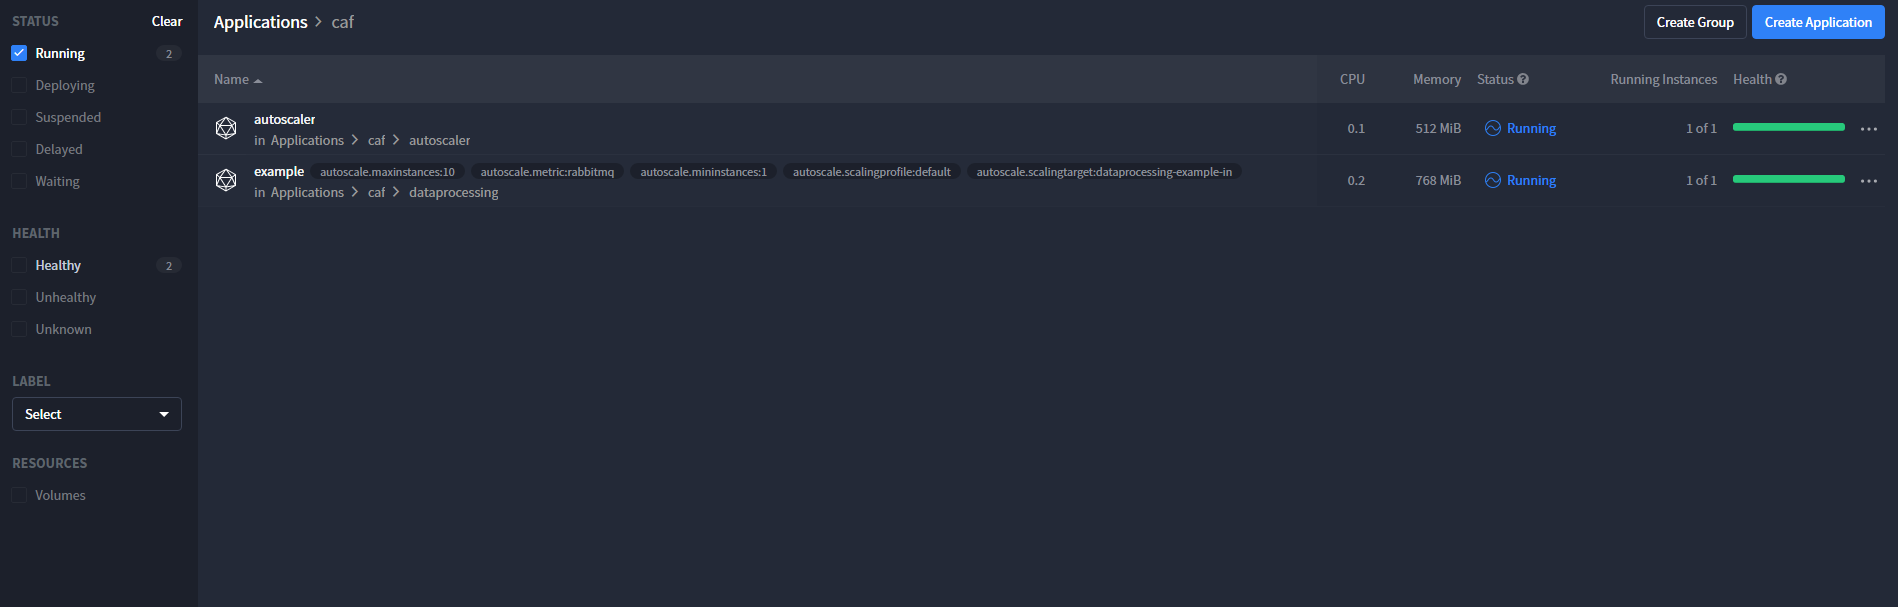 STATUS Clear
Running 2
Deploying
Suspended
Delayed
Waiting
HEALTH
Healthy 2
Unhealthy
Unknown
LABEL
Select
RESOURCES
Volumes
Applications > caf
Create Group Create Application
Name CPU Memory Status Running Instances Health
autoscaler
in Applications > caf > autoscaler
0.1 512 MiB Running 1 of 1
example autoscale.maxinstances:10 autoscale.metric:rabbitmq autoscale.mininstances:1 autoscale.scalingprofile:default autoscale.scalingtarget:dataprocessing-example-in
in Applications > caf > dataprocessing
0.2 768 MiB Running 1 of 1